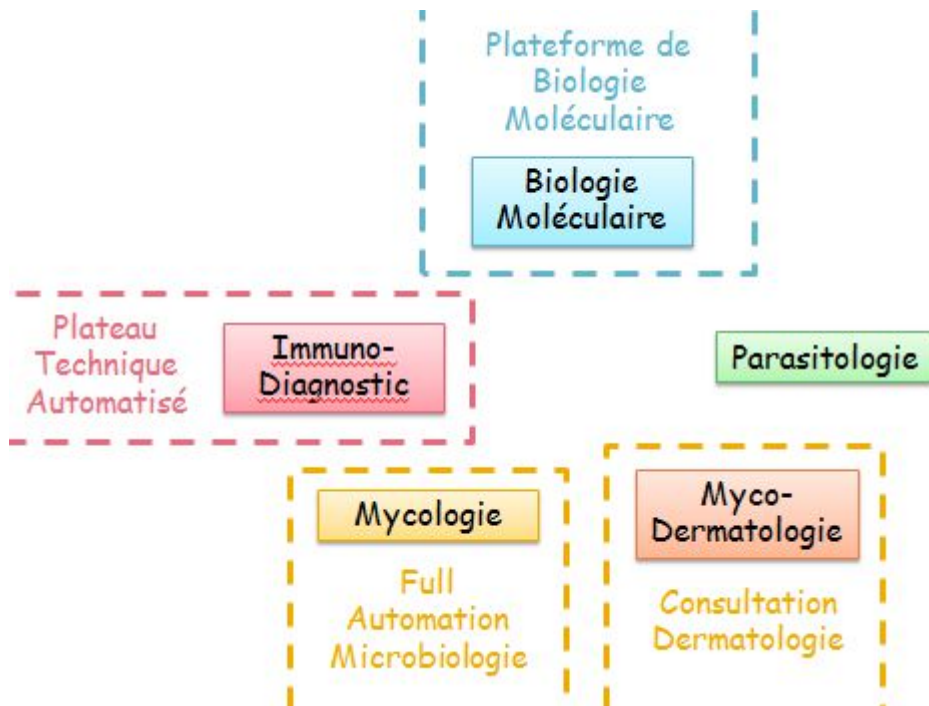 Plateforme de
Biologie
Moléculaire
Biologie
Moléculaire
Plateau
Technique
Automatisé
Immuno-
Diagnostic
Parasitologie
Mycologie
Full
Automation
Microbiologie
Myco-
Dermatologie
Consultation
Dermatologie